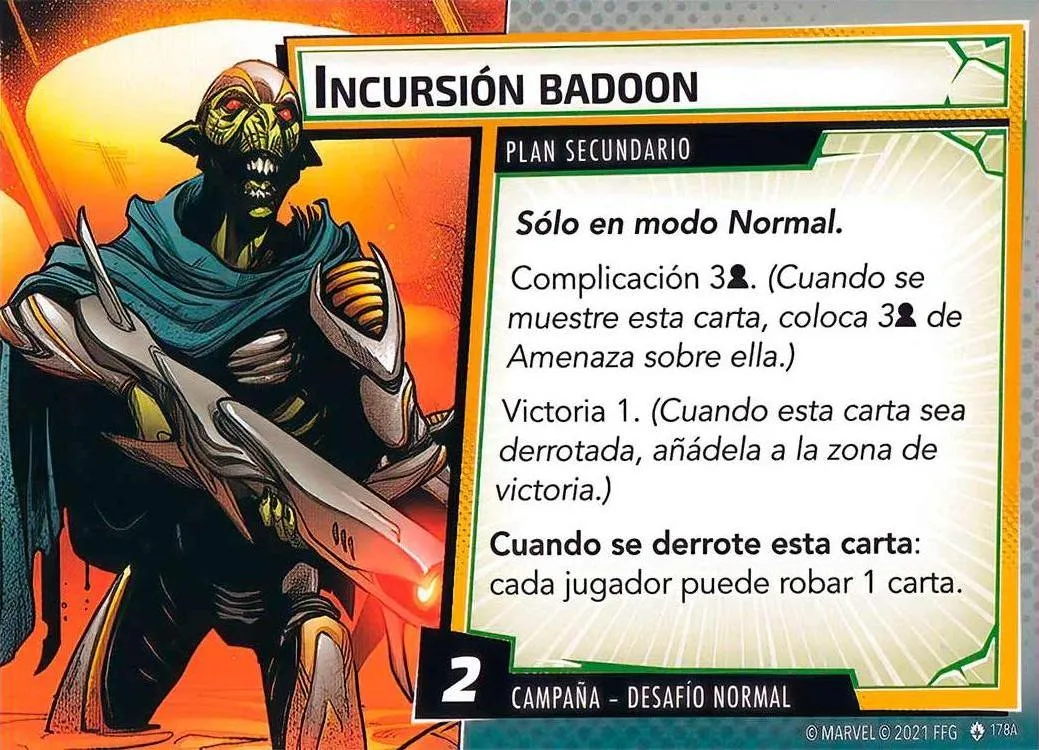 INCURSIÓN BADOON
PLAN SECUNDARIO
Sólo en modo Normal.
Complicación 3👤. (Cuando se
muestre esta carta, coloca 3👤 de
Amenaza sobre ella.)
Victoria 1. (Cuando esta carta sea
derrotada, añádela a la zona de
victoria.)
Cuando se derrote esta carta:
cada jugador puede robar 1 carta.
2
CAMPAÑA – DESAFÍO NORMAL
© MARVEL © 2021 FFG 178A